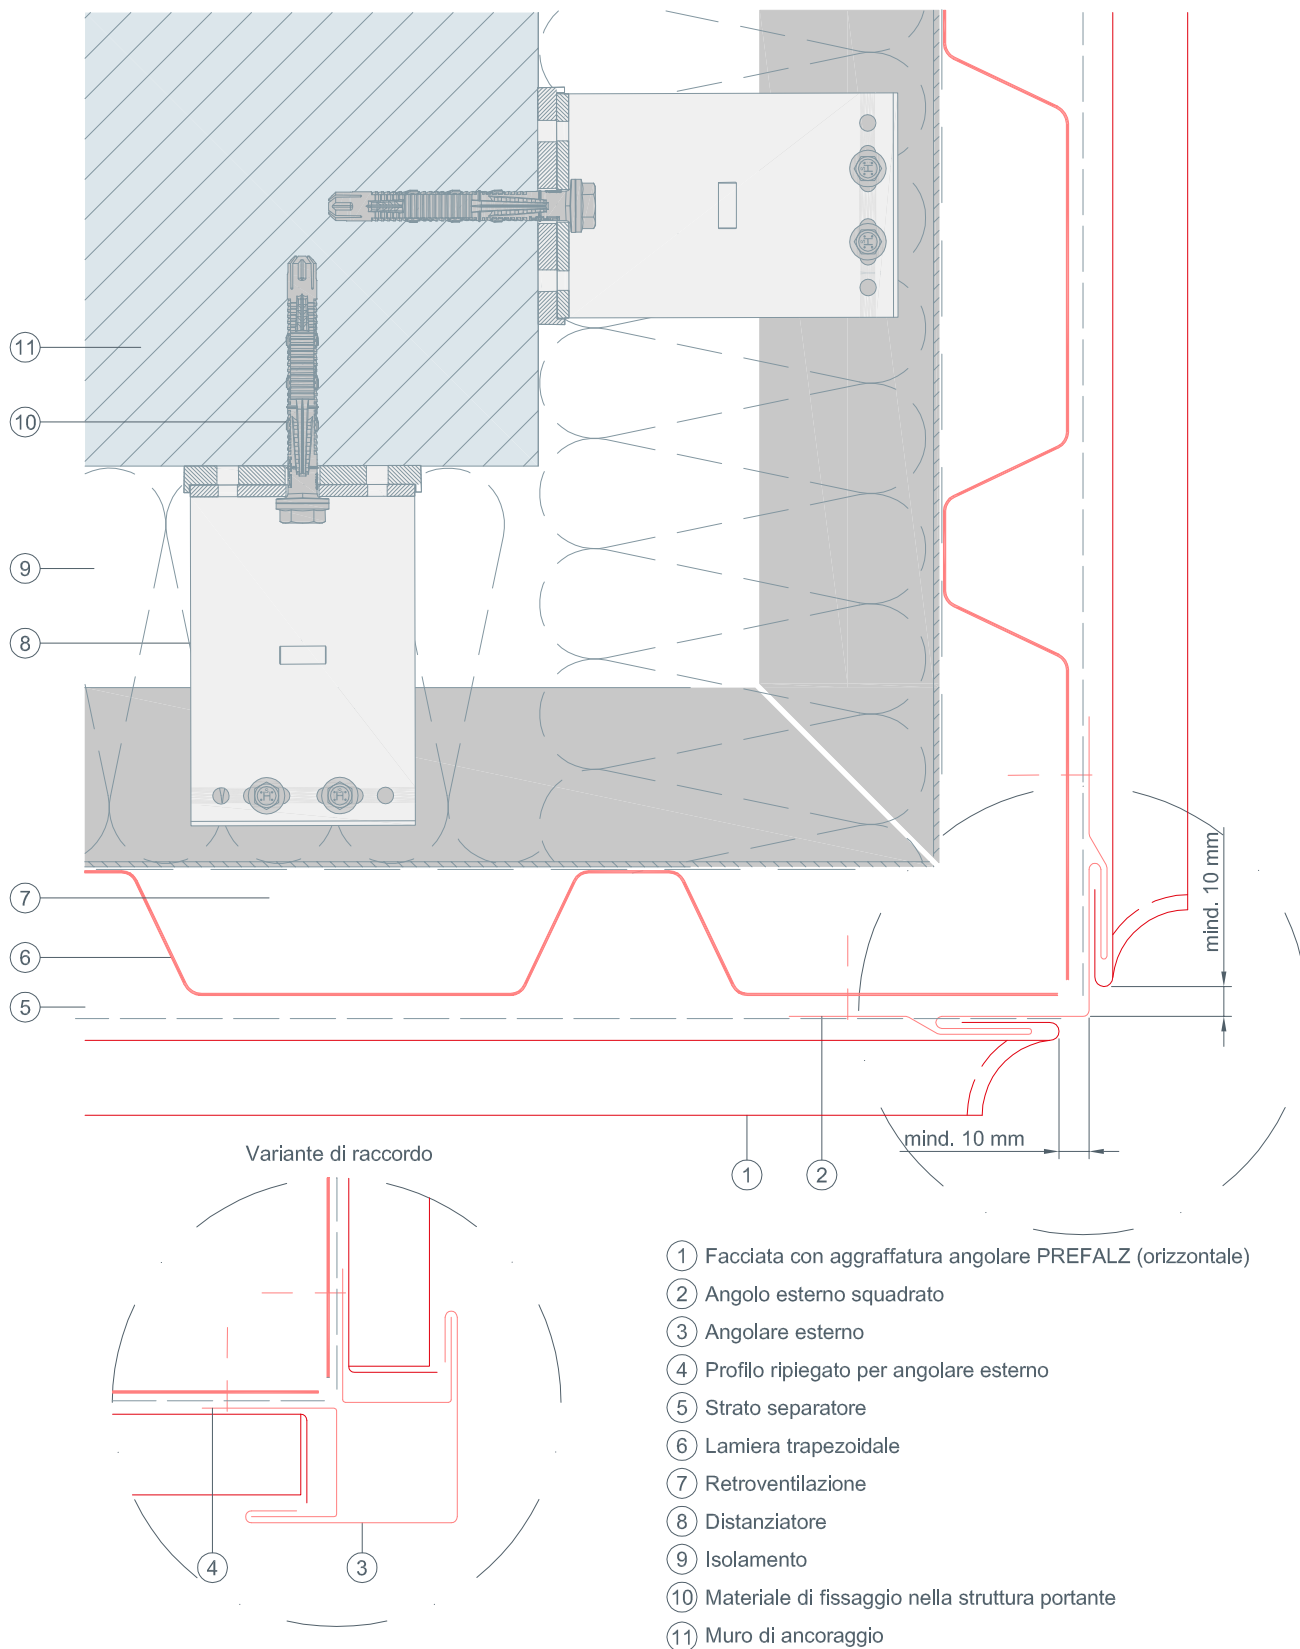 11
10
9
8
7
6
5
mind. 10 mm
mind. 10 mm
1
2
Variante di raccordo
4
3
1 Facciata con aggraffatura angolare PREFALZ (orizzontale)
2 Angolo esterno squadrato
3 Angolare esterno
4 Profilo ripiegato per angolare esterno
5 Strato separatore
6 Lamiera trapezoidale
7 Retroventilazione
8 Distanziatore
9 Isolamento
10 Materiale di fissaggio nella struttura portante
11 Muro di ancoraggio